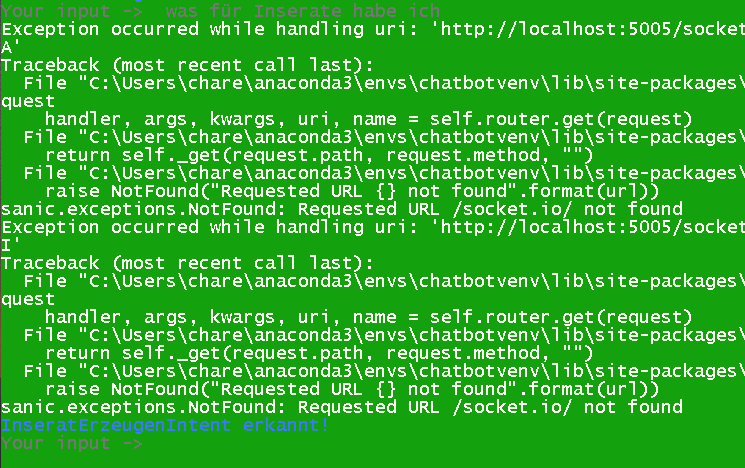 Your input ->  was für Inserate habe ich
Exception occurred while handling uri: 'http://localhost:5005/socket
A'
Traceback (most recent call last):
  File "C:\Users\chare\anaconda3\envs\chatbotvenv\lib\site-packages\
quest
    handler, args, kwargs, uri, name = self.router.get(request)
  File "C:\Users\chare\anaconda3\envs\chatbotvenv\lib\site-packages\
    return self._get(request.path, request.method, "")
  File "C:\Users\chare\anaconda3\envs\chatbotvenv\lib\site-packages\
    raise NotFound("Requested URL {} not found".format(url))
sanic.exceptions.NotFound: Requested URL /socket.io/ not found
Exception occurred while handling uri: 'http://localhost:5005/socket
I'
Traceback (most recent call last):
  File "C:\Users\chare\anaconda3\envs\chatbotvenv\lib\site-packages\
quest
    handler, args, kwargs, uri, name = self.router.get(request)
  File "C:\Users\chare\anaconda3\envs\chatbotvenv\lib\site-packages\
    return self._get(request.path, request.method, "")
  File "C:\Users\chare\anaconda3\envs\chatbotvenv\lib\site-packages\
    raise NotFound("Requested URL {} not found".format(url))
sanic.exceptions.NotFound: Requested URL /socket.io/ not found
InseratErzeugenIntent erkannt!
Your input ->